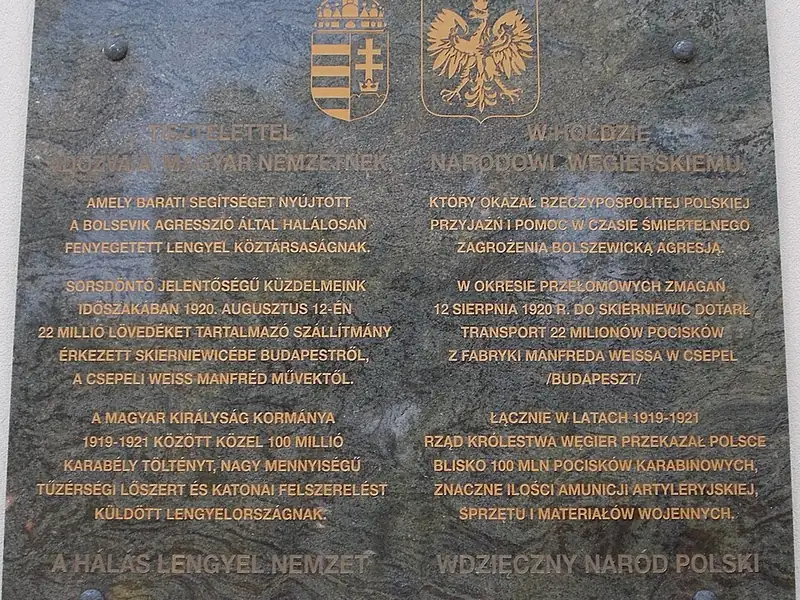 TISZTELETTEL
ADÓZVA A MAGYAR NEMZETNEK,
AMELY BARÁTI SEGÍTSÉGET NYÚJTOTT
A BOLSEVIK AGRESSZIÓ ÁLTAL HALÁLOSAN
FENYEGETETT LENGYEL KÖZTÁRSASÁGNAK.
SORSDÖNTŐ JELENTŐSÉGŰ KÜZDELMEINK
IDŐSZAKÁBAN 1920. AUGUSZTUS 12-ÉN
22 MILLIÓ LÖVEDÉKET TARTALMAZÓ SZÁLLÍTMÁNY
ÉRKEZETT SKIERNIEWICÉBE BUDAPESTRŐL,
A CSEPELI WEISS MANFRÉD MŰVEKTŐL.
A MAGYAR KIRÁLYSÁG KORMÁNYA
1919-1921 KÖZÖTT KÖZEL 100 MILLIÓ
KARABÉLY TÖLTÉNYT, NAGY MENNYISÉGŰ
TŰZÉRSÉGI LŐSZERT ÉS KATONAI FELSZERELÉST
KÜLDÖTT LENGYELORSZÁGNAK.
A HÁLÁS LENGYEL NEMZET
W HOŁDZIE
NARODOWI WĘGIERSKIEMU,
KTÓRY OKAZAŁ RZECZYPOSPOLITEJ POLSKIEJ
PRZYJAŹŃ I POMOC W CZASIE ŚMIERTELNEGO
ZAGROŻENIA BOLSZEWICKĄ AGRESJĄ.
W OKRESIE PRZEŁOMOWYCH ZMAGAŃ
12 SIERPNIA 1920 R. DO SKIERNIEWIC DOTARŁ
TRANSPORT 22 MILIONÓW POCISKÓW
Z FABRYKI MANFREDA WEISSA W CSEPEL
/BUDAPESZT/
ŁĄCZNIE W LATACH 1919-1921
RZĄD KRÓLESTWA WĘGIER PRZEKAZAŁ POLSCE
BLISKO 100 MLN POCISKÓW KARABINOWYCH,
ZNACZNE ILOŚCI AMUNICJI ARTYLERYJSKIEJ,
SPRZĘTU I MATERIAŁÓW WOJENNYCH.
WDZIĘCZNY NARÓD POLSKI